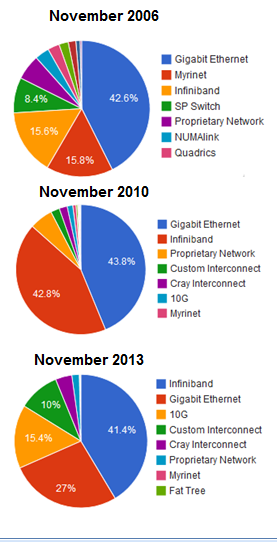 November 2006
42.6%
15.8%
15.6%
8.4%
Gigabit Ethernet
Myrinet
Infiniband
SP Switch
Proprietary Network
NUMAlink
Quadrics
November 2010
43.8%
42.8%
Gigabit Ethernet
Infiniband
Proprietary Network
Custom Interconnect
Cray Interconnect
10G
Myrinet
November 2013
41.4%
27%
15.4%
10%
Infiniband
Gigabit Ethernet
10G
Custom Interconnect
Cray Interconnect
Proprietary Network
Myrinet
Fat Tree